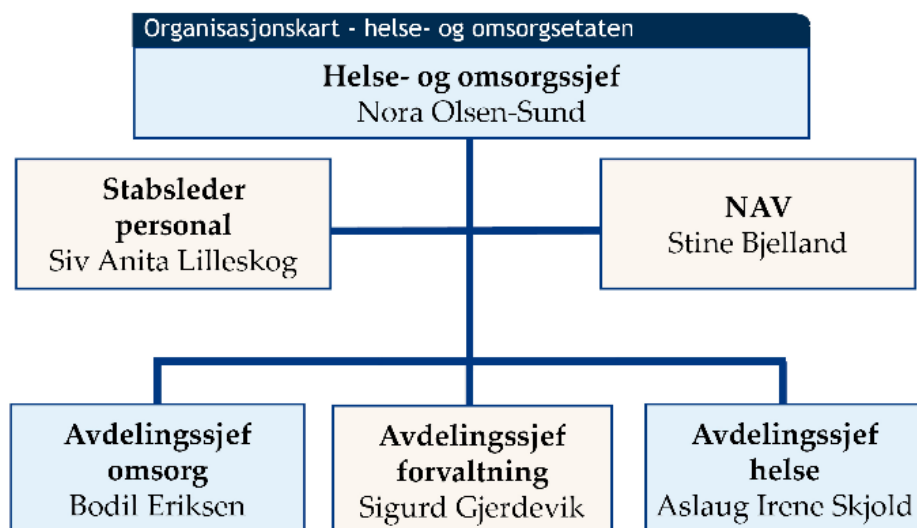 Organisasjonskart - helse- og omsorgsetaten
Helse- og omsorgssjef
Nora Olsen-Sund
Stabsleder
personal
Siv Anita Lilleskog
NAV
Stine Bjelland
Avdelingssjef
omsorg
Bodil Eriksen
Avdelingssjef
forvaltning
Sigurd Gjerdevik
Avdelingssjef
helse
Aslaug Irene Skjold